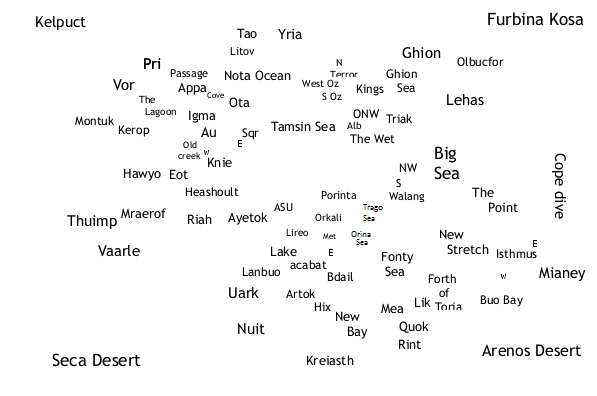 Kelpuct
Furbina Kosa
Tao
Yria
Litov
Ghion
Pri
Olbucfor
N
Terror
Passage
Nota Ocean
Ghion
Sea
Vor
Appa
West Oz
Kings
S Oz
Cove
The
Lagoon
Ota
Lehas
Igma
ONW
Triak
Montuk
Kerop
Au
Sqr
Tamsin Sea
Alb
The Wet
Old
creek
W
E
Knie
Big
Sea
Cope dive
Hawyo
Eot
NW
S
Walang
Heashoult
Porinta
The
Point
ASU
Trago
Sea
Thuimp
Mraerof
Riah
Ayetok
Orkali
Lireo
Met
Orina
Sea
New
Stretch
Isthmus
E
W
Vaarle
Lake
acabat
E
Fonty
Sea
Lanbuo
Bdail
Mianey
Uark
Artok
Forth
of
Toria
Hix
Mea
Lik
Buo Bay
Nuit
New
Bay
Quok
Rint
Seca Desert
Kreiasth
Arenos Desert